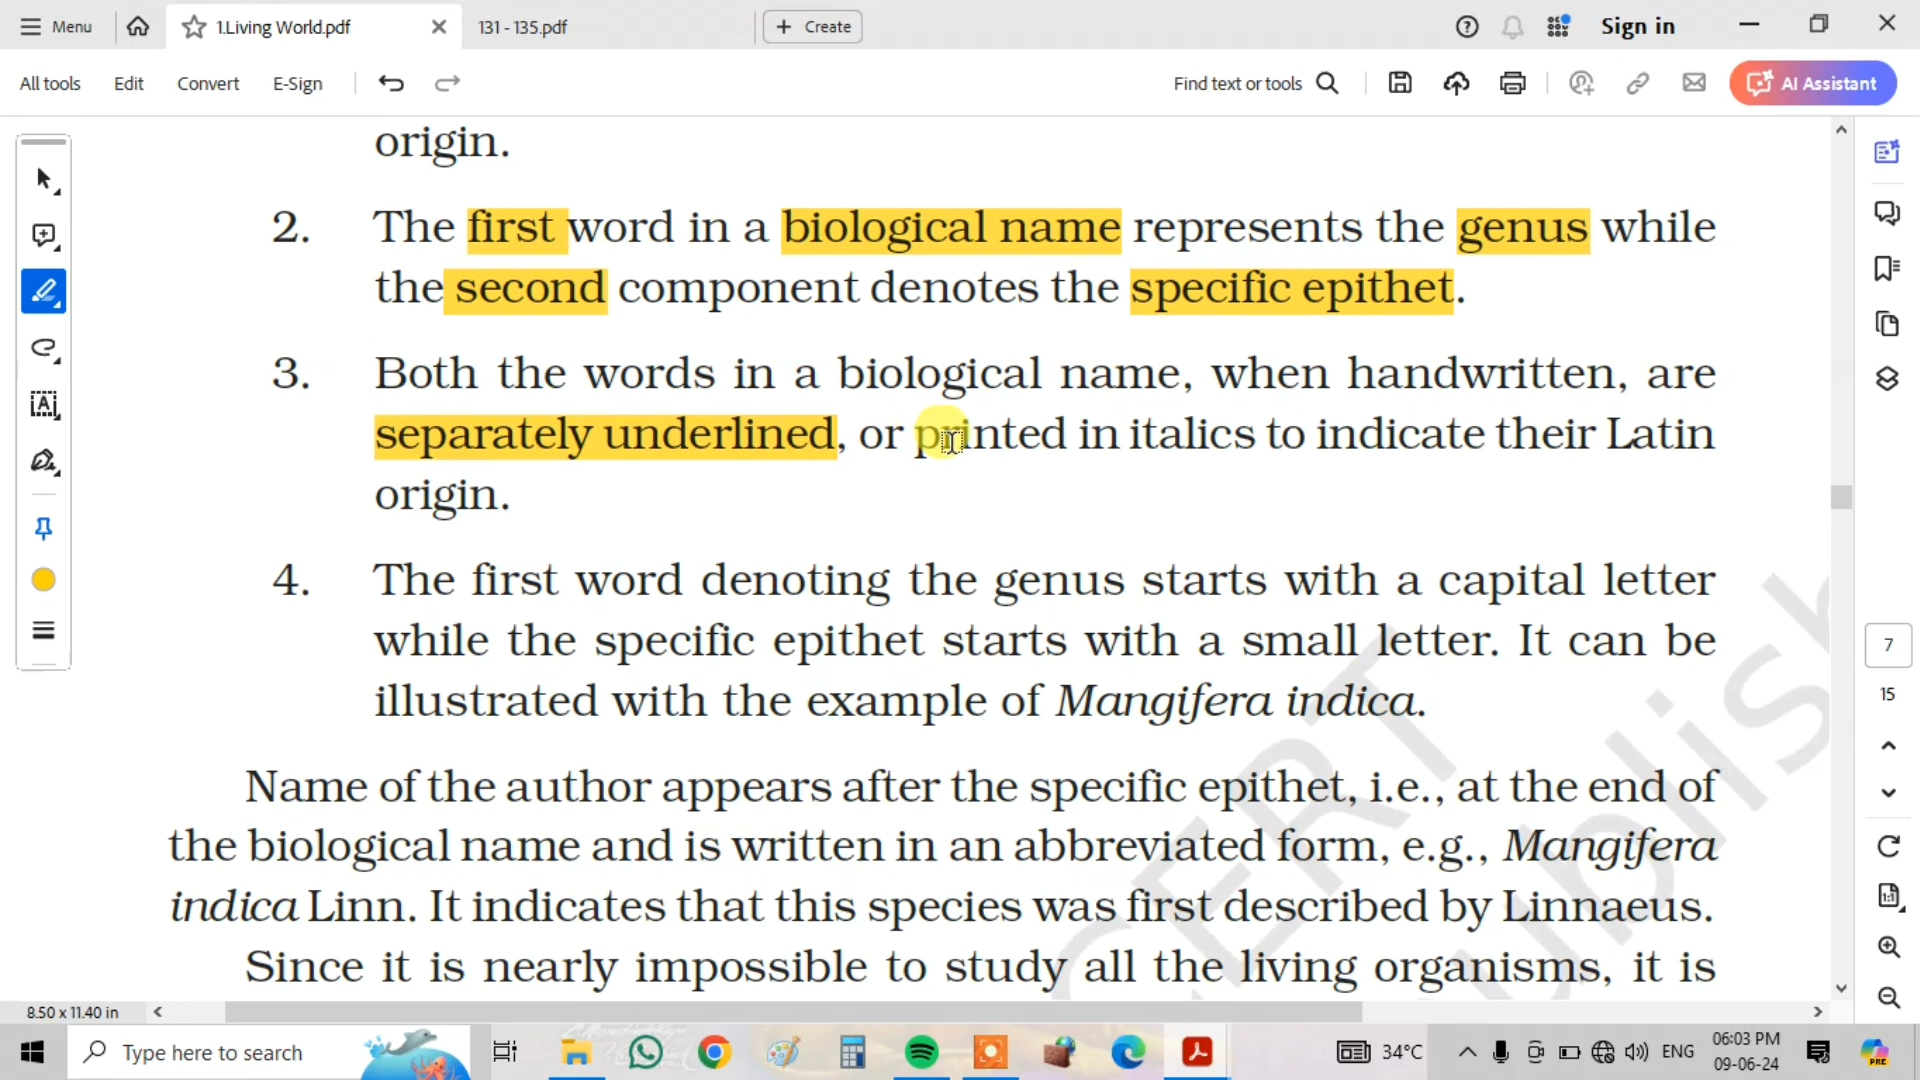 Menu
1.Living World.pdf
131 - 135.pdf
Create
Sign in
All tools
Edit
Convert
E-Sign
Find text or tools
AI Assistant
origin.
2. The first word in a biological name represents the genus while
the second component denotes the specific epithet.
3. Both the words in a biological name, when handwritten, are
separately underlined, or printed in italics to indicate their Latin
origin.
4. The first word denoting the genus starts with a capital letter
while the specific epithet starts with a small letter. It can be
illustrated with the example of Mangifera indica.
Name of the author appears after the specific epithet, i.e., at the end of
the biological name and is written in an abbreviated form, e.g., Mangifera
indica Linn. It indicates that this species was first described by Linnaeus.
Since it is nearly impossible to study all the living organisms, it is
7
15
8.50 x 11.40 in
Type here to search
34°C
ENG
06:03 PM
09-06-24
PRE